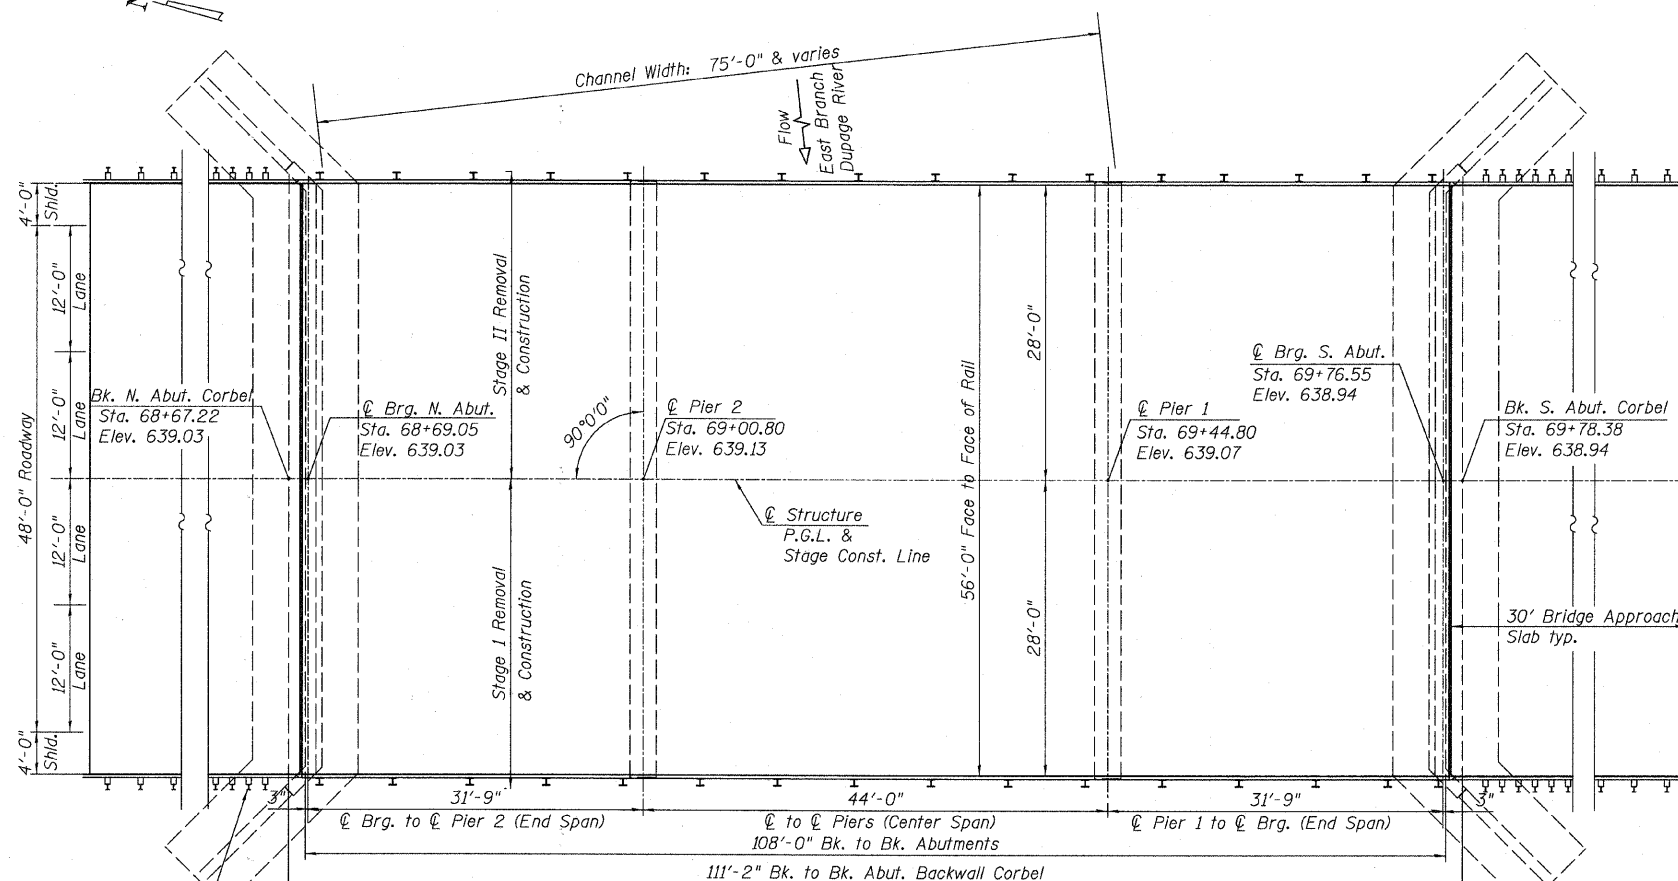 N
Channel Width: 75'-0" & varies
Flow
East Branch
Dupage River
4'-0"
Shld.
12'-0"
Lane
12'-0"
Lane
48'-0" Roadway
12'-0"
Lane
12'-0"
Lane
4'-0"
Shld.
Bk. N. Abut. Corbel
Sta. 68+67.22
Elev. 639.03
℄ Brg. N. Abut.
Sta. 68+69.05
Elev. 639.03
Stage II Removal
& Construction
Stage 1 Removal
& Construction
90°0'0"
℄ Pier 2
Sta. 69+00.80
Elev. 639.13
℄ Structure
P.G.L. &
Stage Const. Line
56'-0" Face to Face of Rail
28'-0"
28'-0"
℄ Pier 1
Sta. 69+44.80
Elev. 639.07
℄ Brg. S. Abut.
Sta. 69+76.55
Elev. 638.94
Bk. S. Abut. Corbel
Sta. 69+78.38
Elev. 638.94
30' Bridge Approach
Slab typ.
3"
31'-9"
44'-0"
31'-9"
3"
℄ Brg. to ℄ Pier 2 (End Span)
℄ to ℄ Piers (Center Span)
℄ Pier 1 to ℄ Brg. (End Span)
108'-0" Bk. to Bk. Abutments
111'-2" Bk. to Bk. Abut. Backwall Corbel